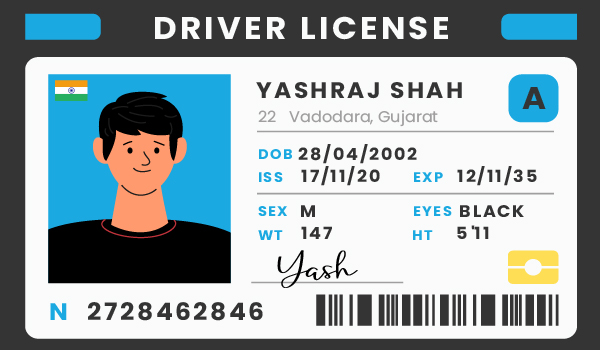 DRIVER LICENSE
YASHRAJ SHAH
A
22 Vadodara, Gujarat
DOB 28/04/2002
ISS 17/11/20 EXP 12/11/35
SEX M EYES BLACK
WT 147 HT 5'11
Yash
N 2728462846